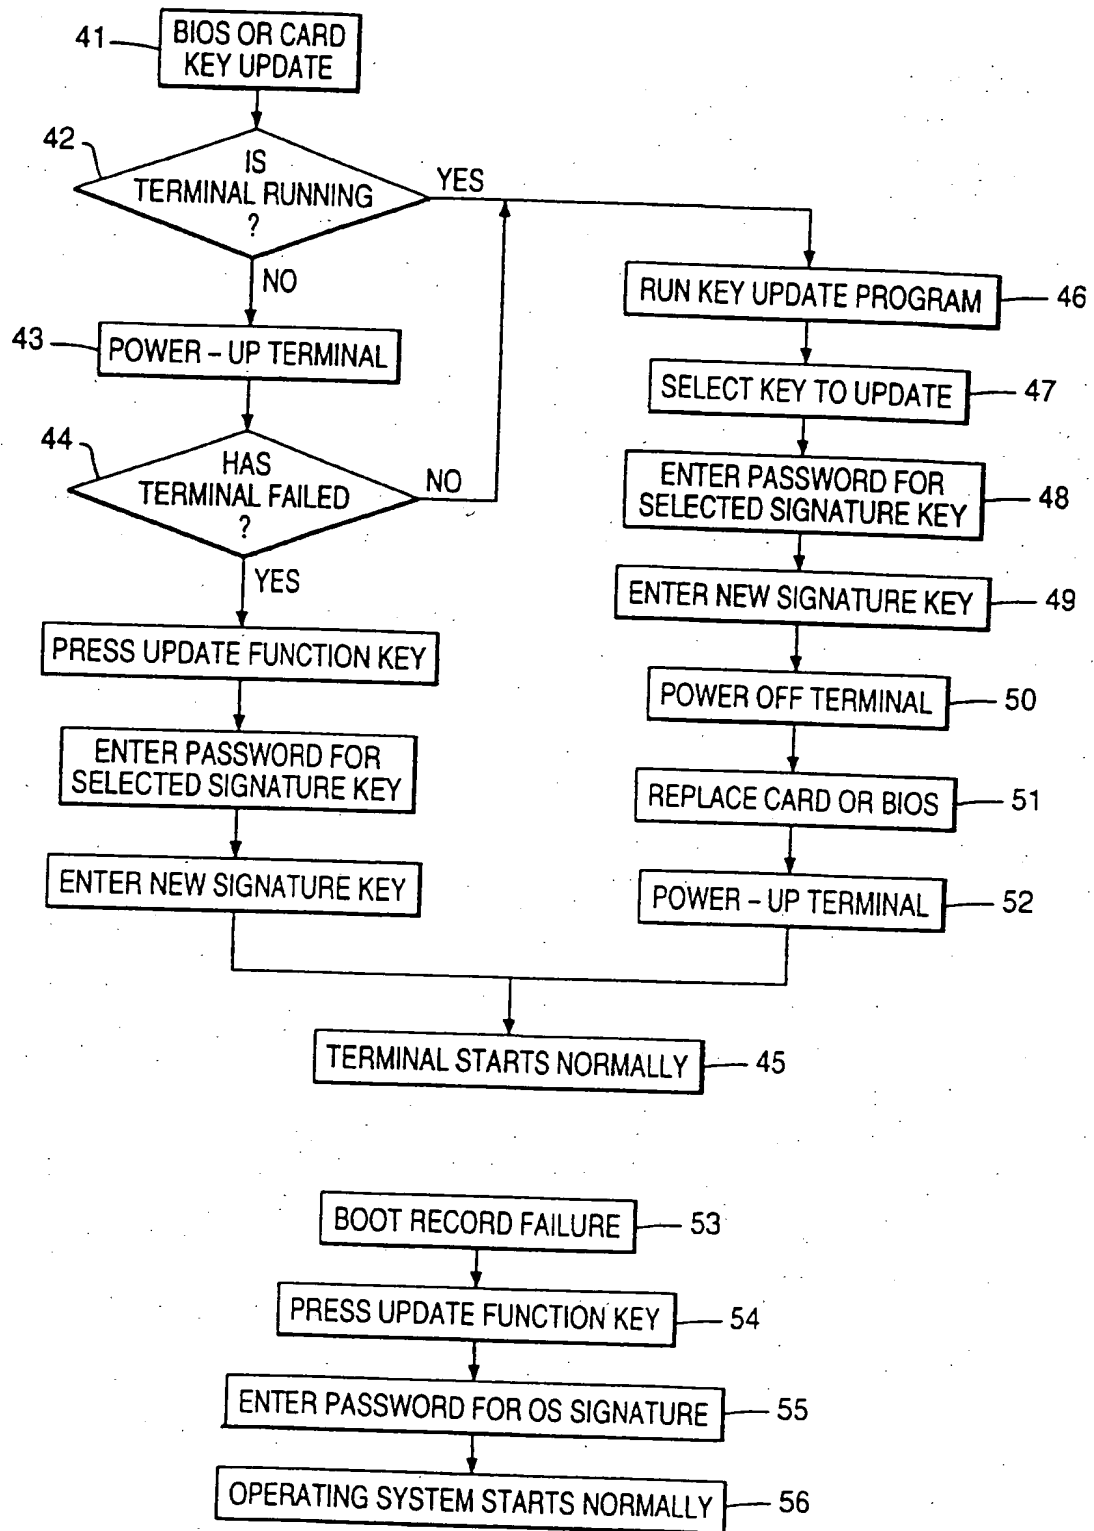 41
BIOS OR CARD
KEY UPDATE
42
IS
TERMINAL RUNNING
?
YES
NO
43
POWER – UP TERMINAL
44
HAS
TERMINAL FAILED
?
NO
YES
PRESS UPDATE FUNCTION KEY
ENTER PASSWORD FOR
SELECTED SIGNATURE KEY
ENTER NEW SIGNATURE KEY
RUN KEY UPDATE PROGRAM
46
SELECT KEY TO UPDATE
47
ENTER PASSWORD FOR
SELECTED SIGNATURE KEY
48
ENTER NEW SIGNATURE KEY
49
POWER OFF TERMINAL
50
REPLACE CARD OR BIOS
51
POWER – UP TERMINAL
52
TERMINAL STARTS NORMALLY
45
BOOT RECORD FAILURE
53
PRESS UPDATE FUNCTION KEY
54
ENTER PASSWORD FOR OS SIGNATURE
55
OPERATING SYSTEM STARTS NORMALLY
56